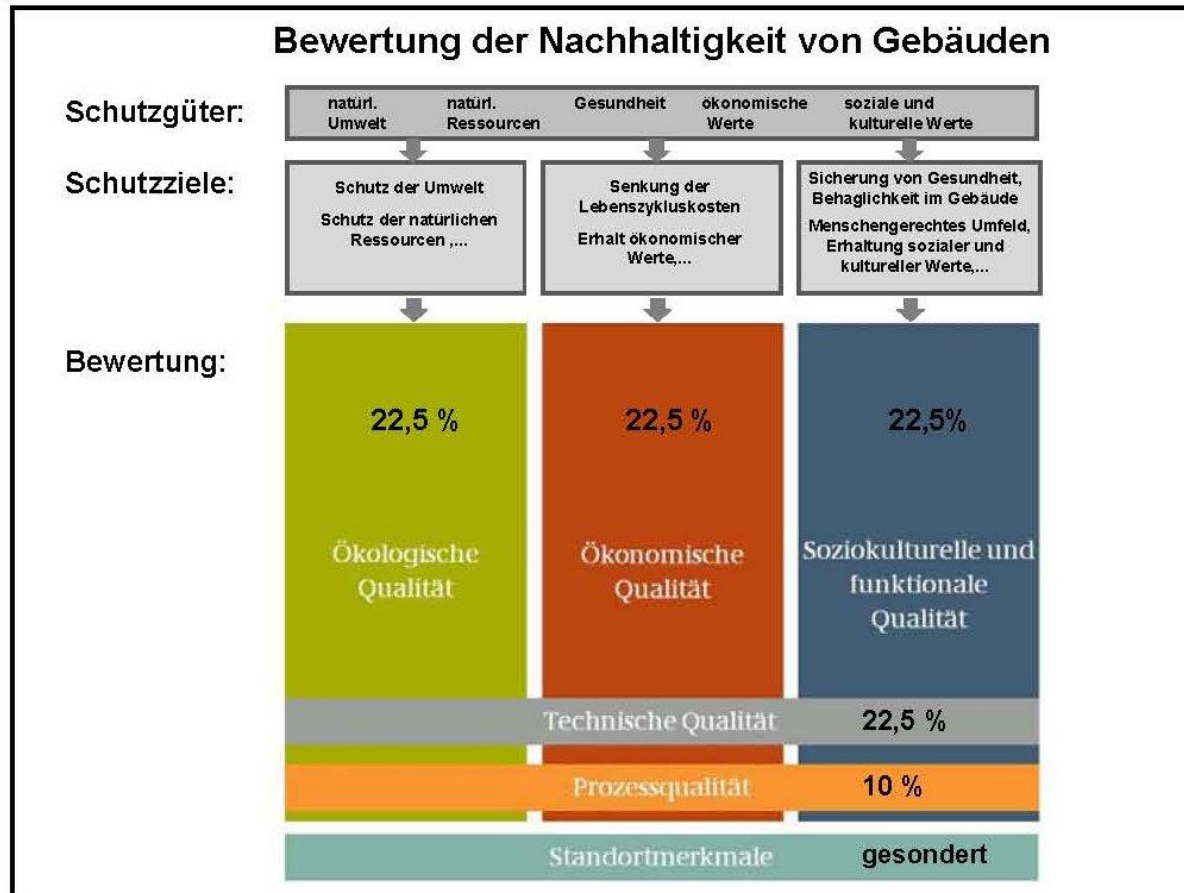 Bewertung der Nachhaltigkeit von Gebäuden
Schutzgüter:
natürl.
Umwelt
natürl.
Ressourcen
Gesundheit
ökonomische
Werte
soziale und
kulturelle Werte
Schutzziele:
Schutz der Umwelt
Schutz der natürlichen
Ressourcen ,...
Senkung der
Lebenszykluskosten
Erhalt ökonomischer
Werte,...
Sicherung von Gesundheit,
Behaglichkeit im Gebäude
Menschengerechtes Umfeld,
Erhaltung sozialer und
kultureller Werte,...
Bewertung:
22,5 %
Ökologische
Qualität
22,5 %
Ökonomische
Qualität
22,5%
Soziokulturelle und
funktionale
Qualität
Technische Qualität 22,5 %
Prozessqualität 10 %
Standortmerkmale gesondert